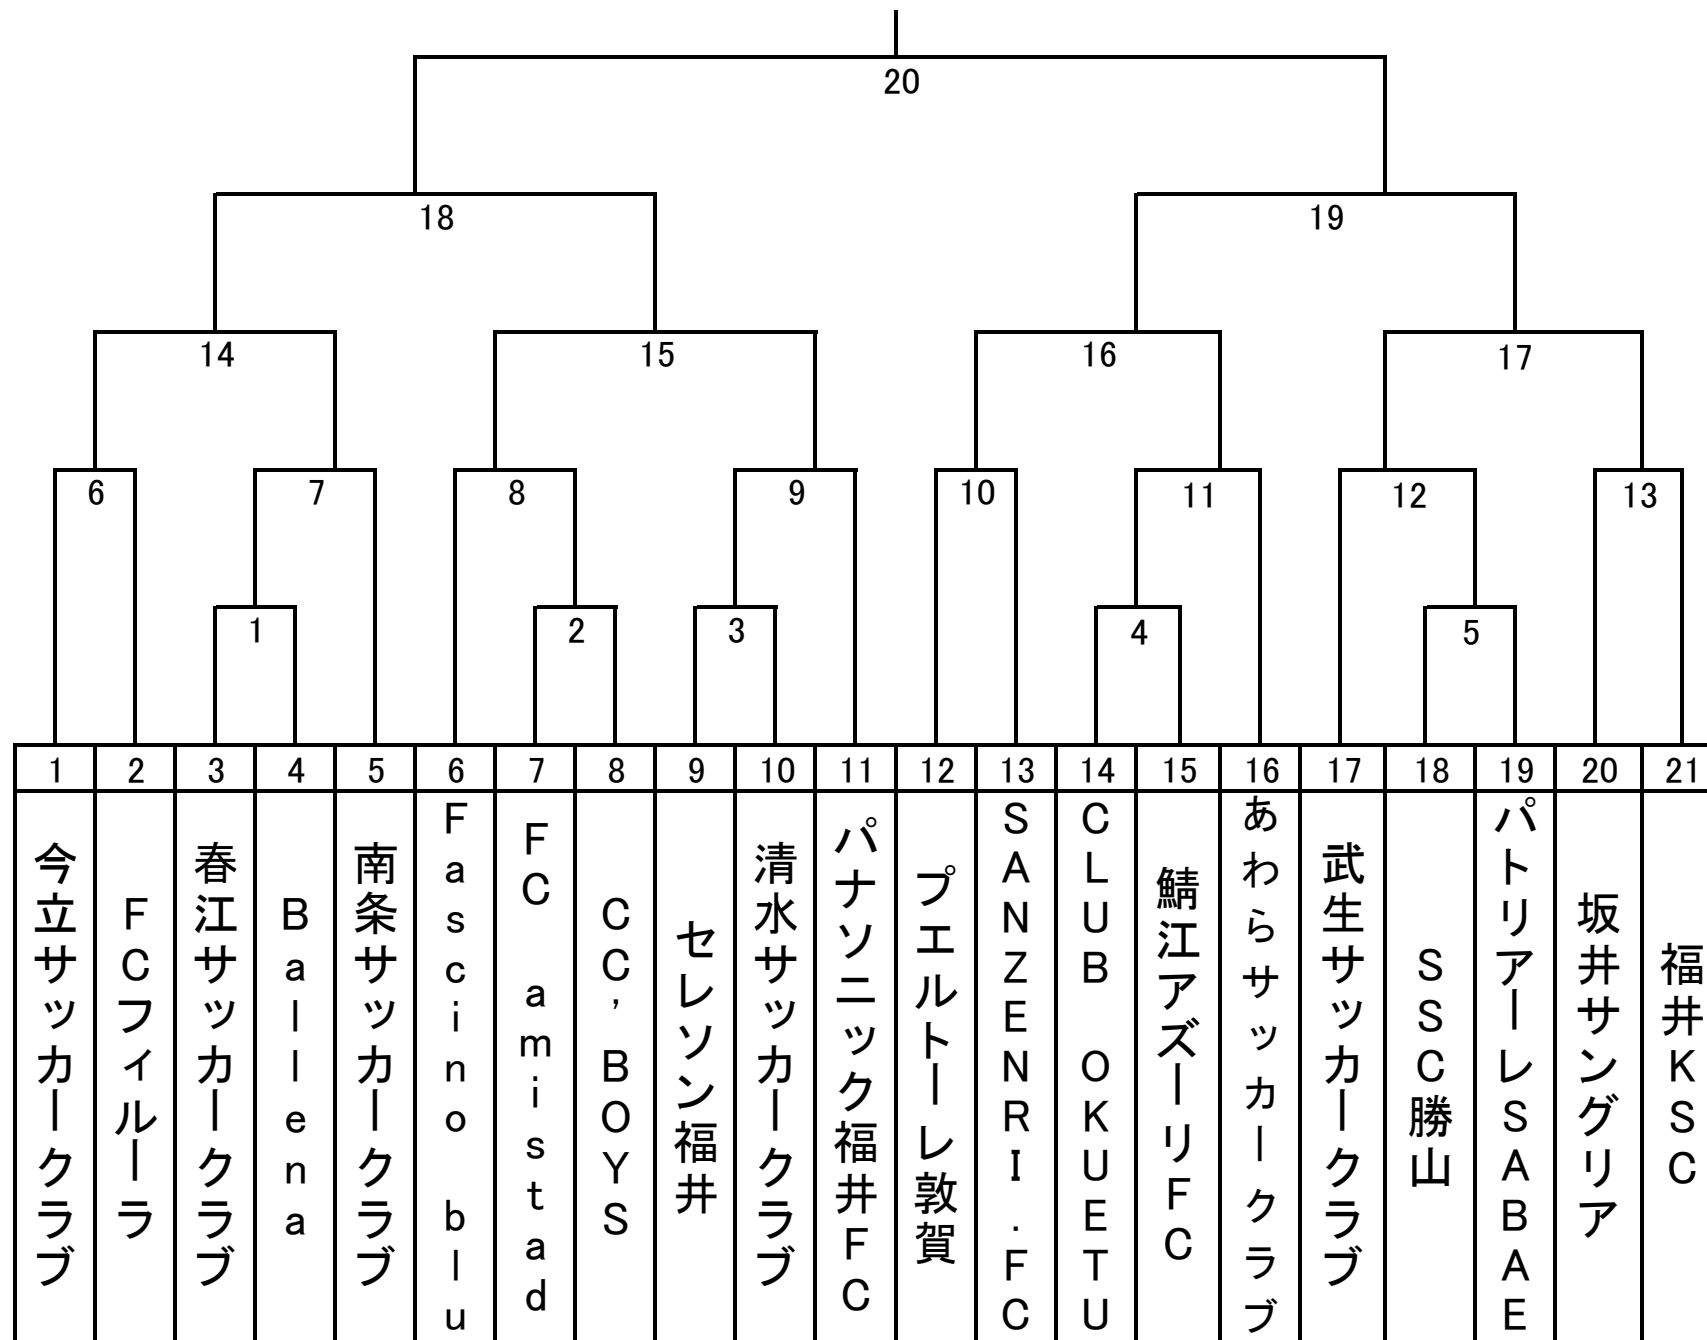 20
18
19
14
15
16
17
6
7
8
9
10
11
12
13
1
2
3
4
5
1
2
3
4
5
6
7
8
9
10
11
12
13
14
15
16
17
18
19
20
21
今立サッカークラブ
FCフィルーラ
春江サッカークラブ
Ballena
南条サッカークラブ
Fascino blu
FC amistad
CC'BOYS
セレソン福井
清水サッカークラブ
パナソニック福井FC
プエルトーレ敦賀
SANZENRI.FC
CLUB OKUETU
鯖江アズーリFC
あわらサッカークラブ
武生サッカークラブ
SSC勝山
パトリアーレSABAE
坂井サングリア
福井KSC